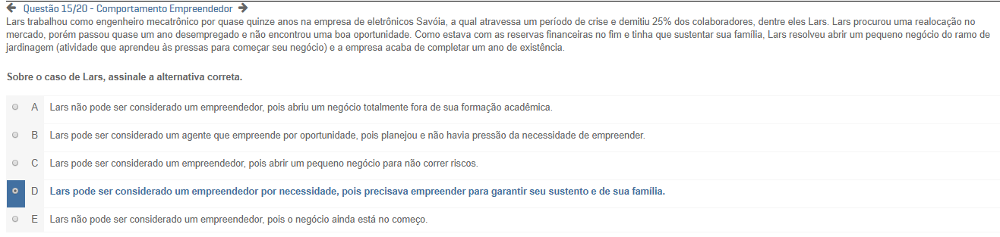 Questão 15/20 - Comportamento Empreendedor
Lars trabalhou como engenheiro mecatrônico por quase quinze anos na empresa de eletrônicos Savóia, a qual atravessa um período de crise e demitiu 25% dos colaboradores, dentre eles Lars. Lars procurou uma realocação no
mercado, porém passou quase um ano desempregado e não encontrou uma boa oportunidade. Como estava com as reservas financeiras no fim e tinha que sustentar sua família, Lars resolveu abrir um pequeno negócio do ramo de
jardinagem (atividade que aprendeu às pressas para começar seu negócio) e a empresa acaba de completar um ano de existência.
Sobre o caso de Lars, assinale a alternativa correta.
A Lars não pode ser considerado um empreendedor, pois abriu um negócio totalmente fora de sua formação acadêmica.
B Lars pode ser considerado um agente que empreende por oportunidade, pois planejou e não havia pressão da necessidade de empreender.
C Lars pode ser considerado um empreendedor, pois abrir um pequeno negócio para não correr riscos.
D Lars pode ser considerado um empreendedor por necessidade, pois precisava empreender para garantir seu sustento e de sua família.
E Lars não pode ser considerado um empreendedor, pois o negócio ainda está no começo.